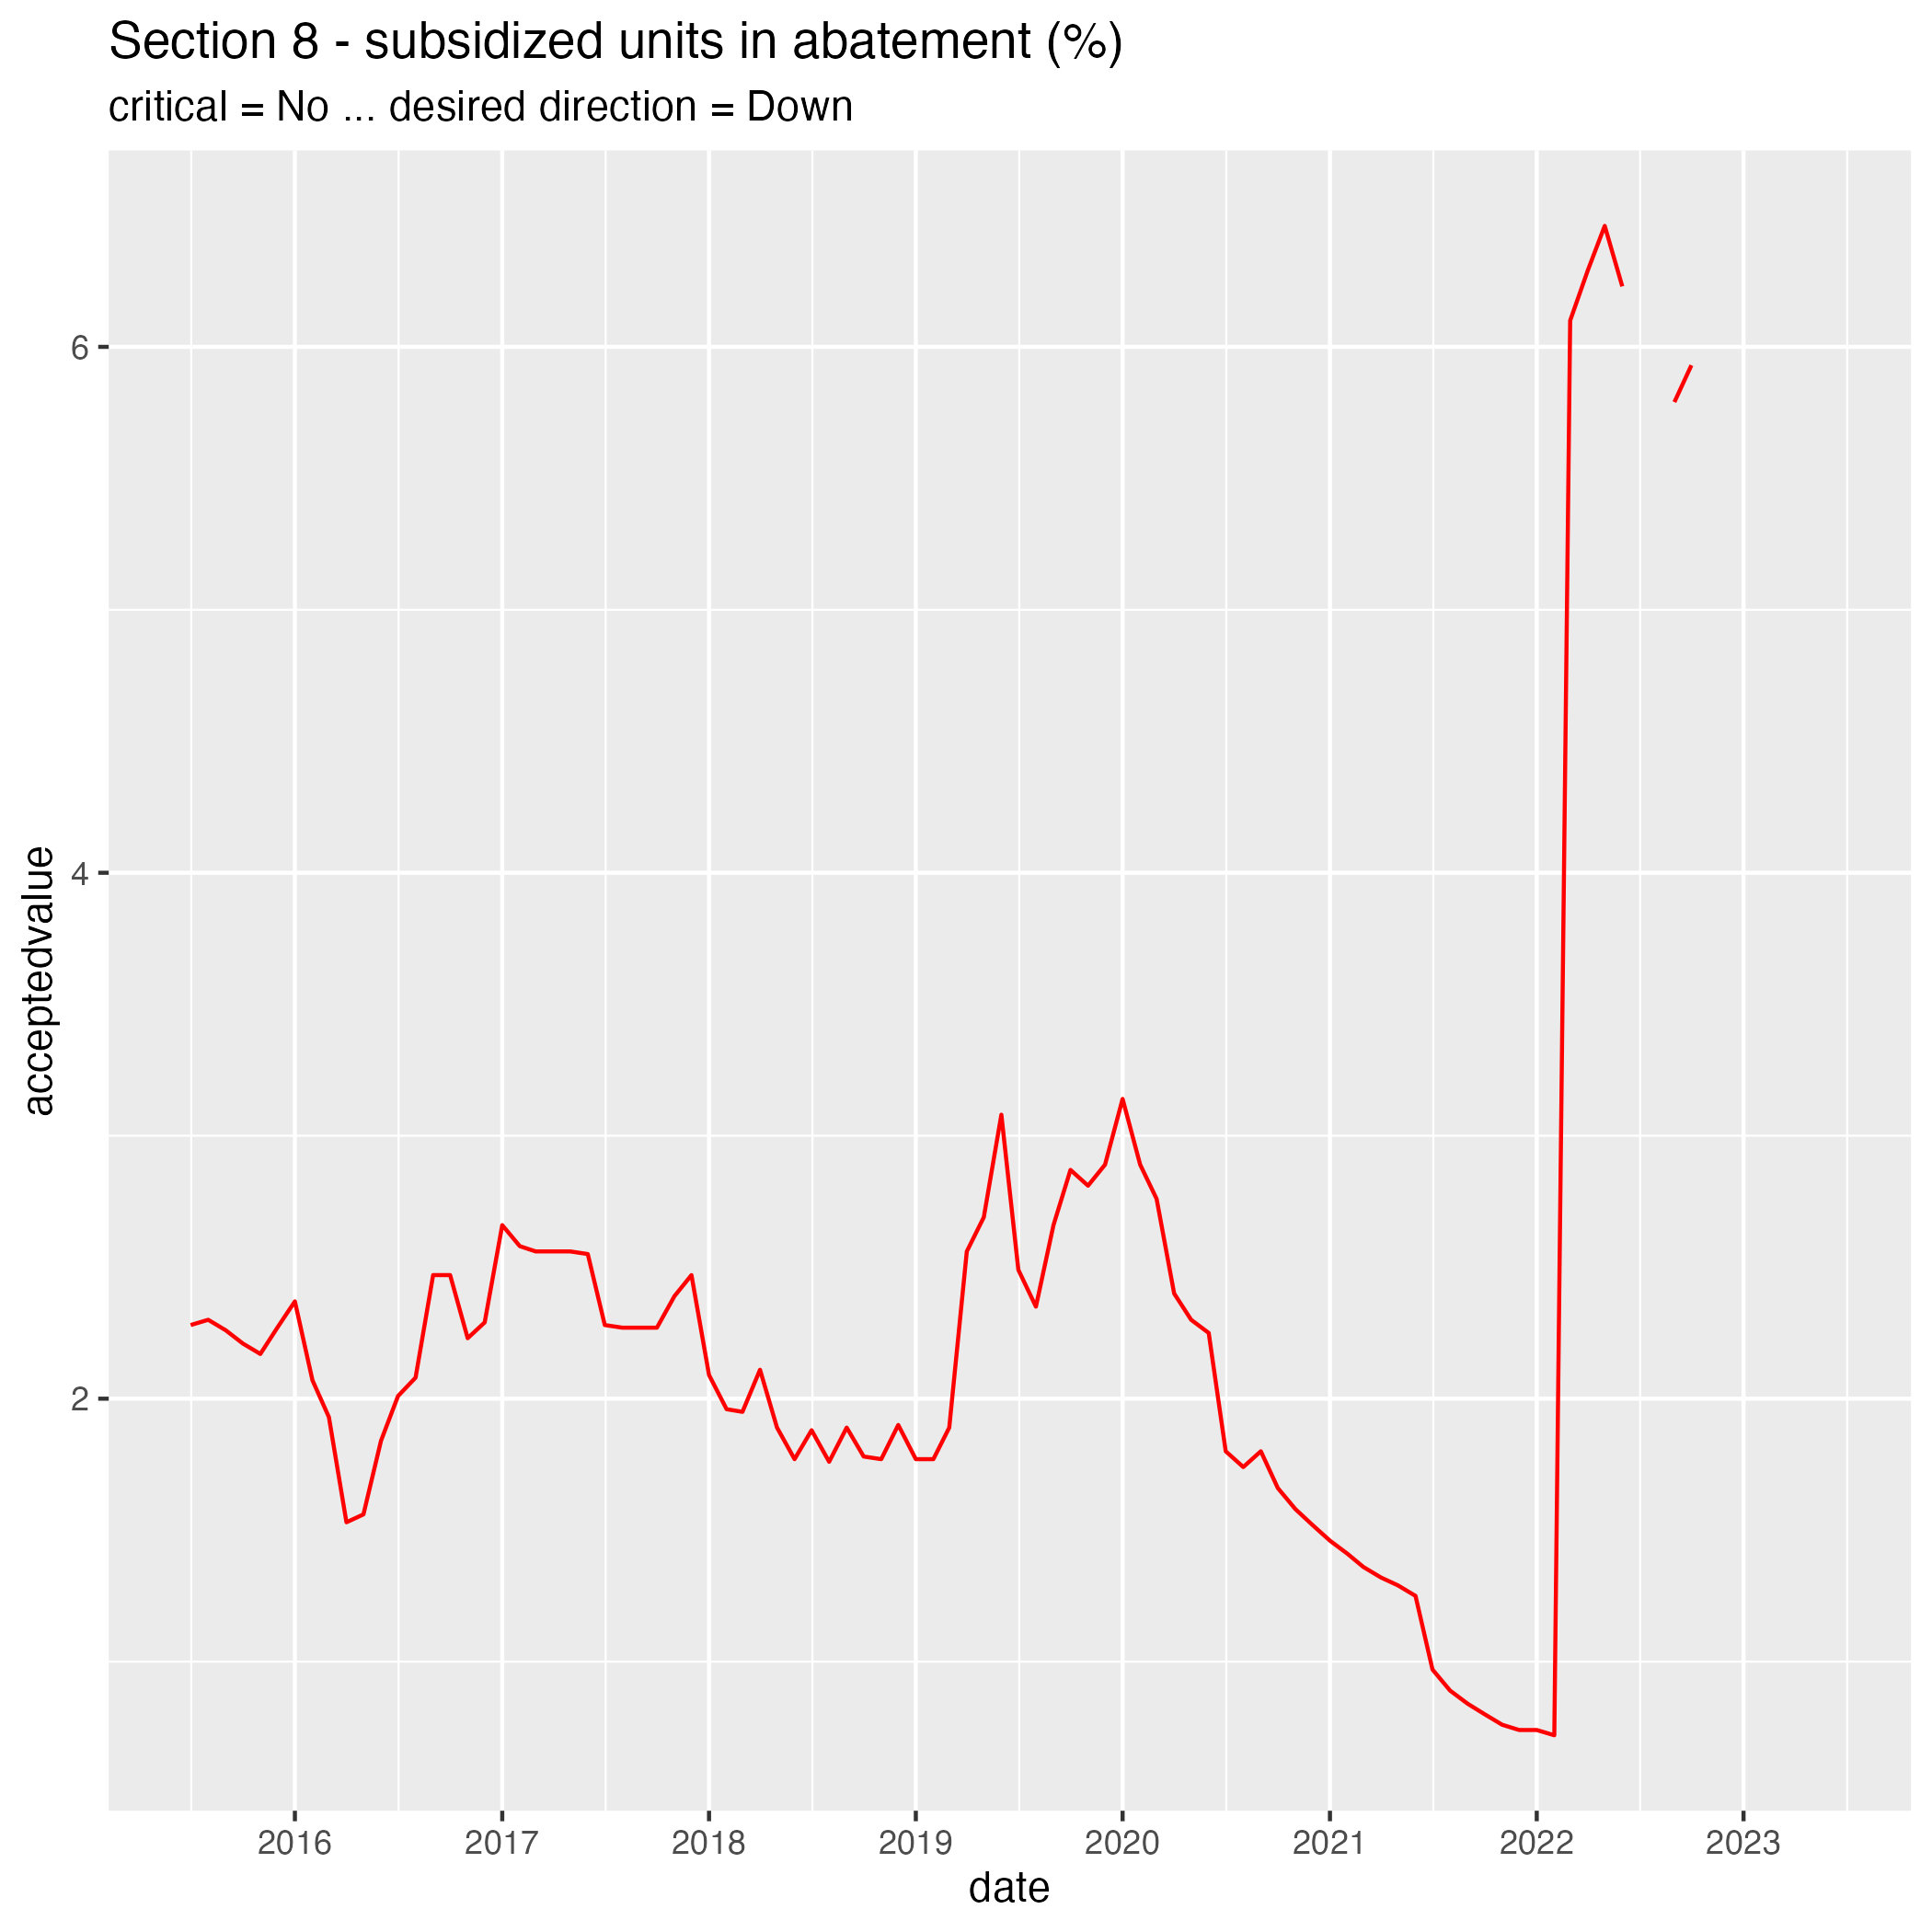 Section 8 - subsidized units in abatement (%)
critical = No ... desired direction = Down
acceptedvalue
6
4
2
2016 2017 2018 2019 2020 2021 2022 2023
date